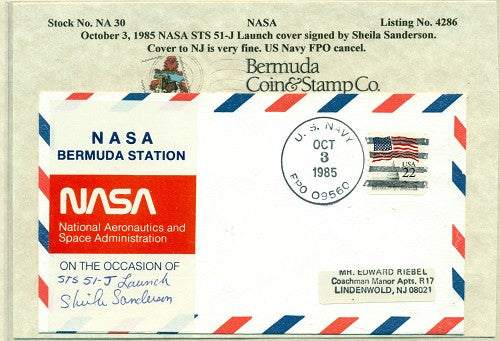 Stock No. NA 30 NASA Listing No. 4286
October 3, 1985 NASA STS 51-J Launch cover signed by Sheila Sanderson.
Cover to NJ is very fine. US Navy FPO cancel.
Bermuda
Coin&Stamp Co.
NASA
BERMUDA STATION
NASA
National Aeronautics and
Space Administration
ON THE OCCASION OF
STS 51-J Launch
Sheila Sanderson
U. S. NAVY
OCT
3
1985
FPO 09560
USA
22
MR. EDWARD RIEBEL
Coachman Manor Apts. R17
LINDENWOLD, NJ 08021